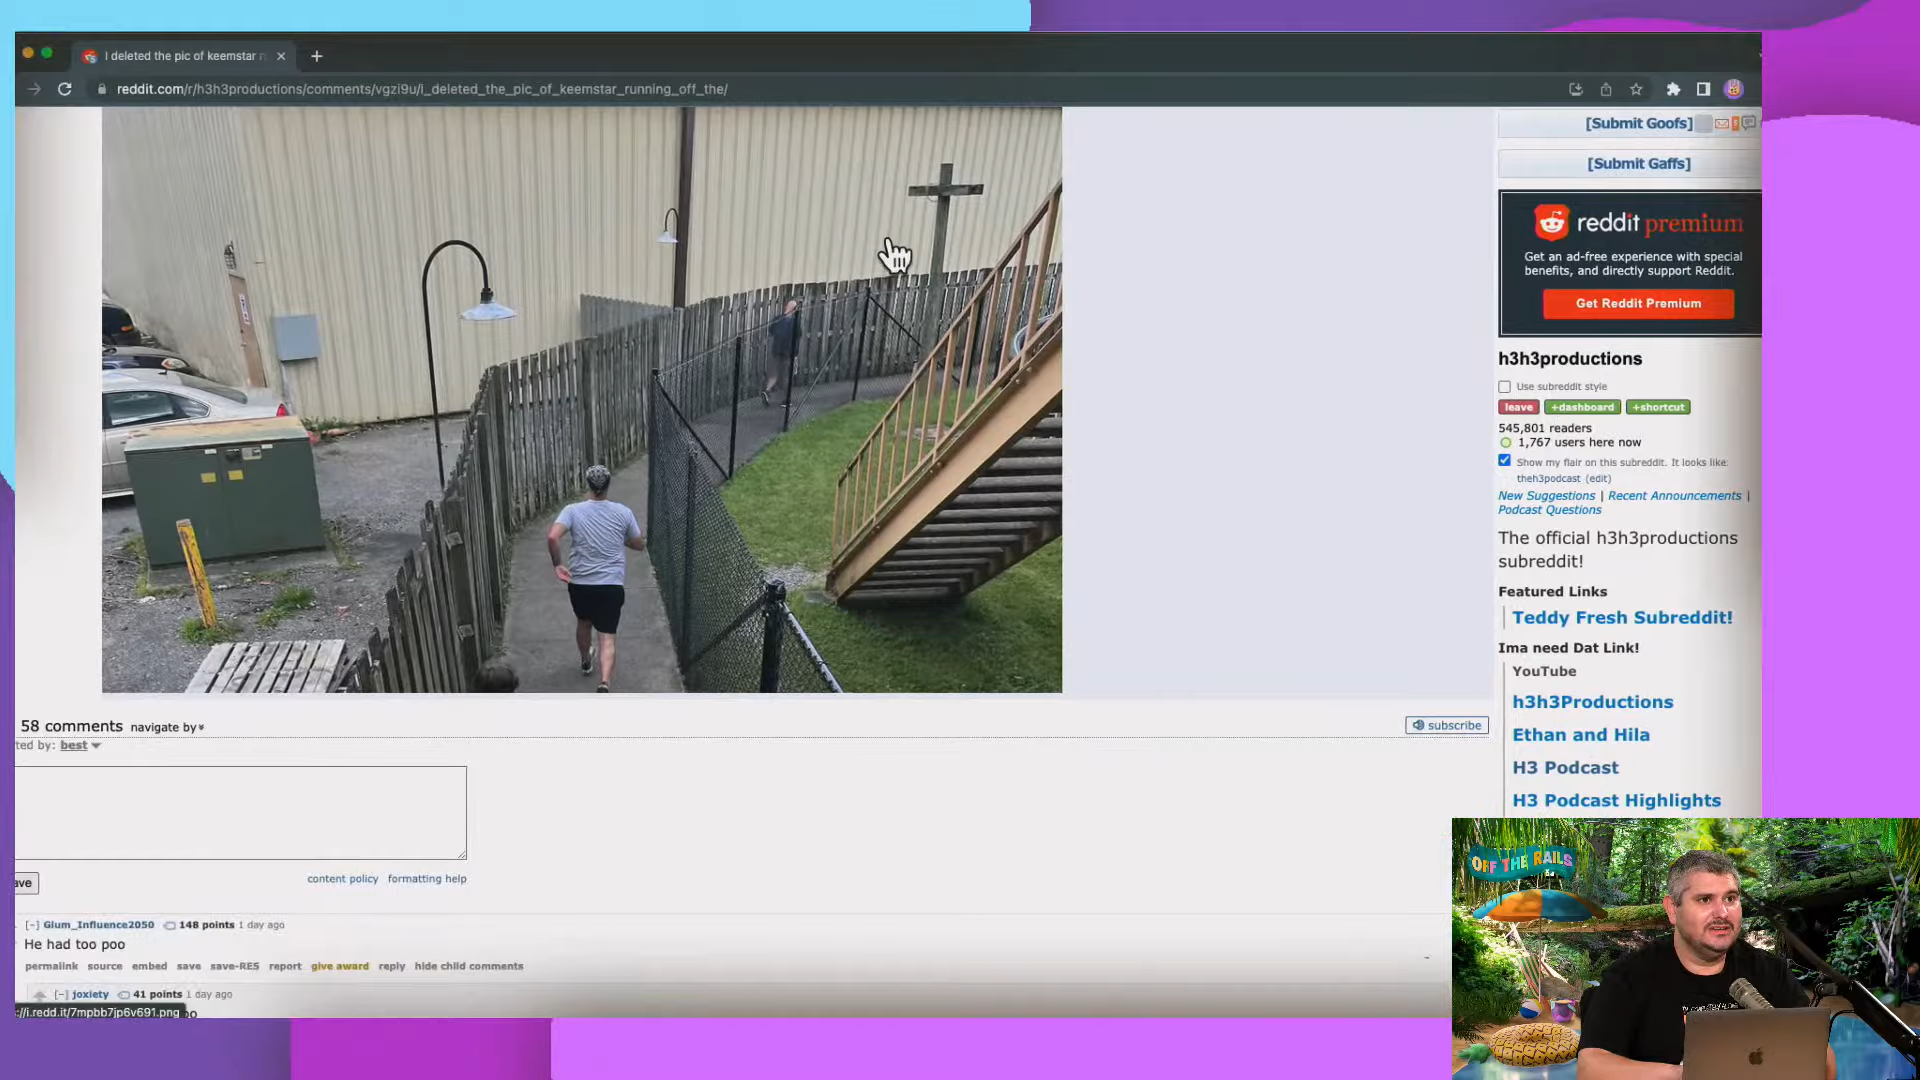 I deleted the pic of keemstar
reddit.com/r/h3h3productions/comments/vgzi9u/i_deleted_the_pic_of_keemstar_running_off_the/
[Submit Goofs]
[Submit Gaffs]
reddit premium
Get an ad-free experience with special
benefits, and directly support Reddit.
Get Reddit Premium
h3h3productions
Use subreddit style
leave +dashboard +shortcut
545,801 readers
1,767 users here now
Show my flair on this subreddit. It looks like:
theh3podcast (edit)
New Suggestions | Recent Announcements |
Podcast Questions
The official h3h3productions
subreddit!
Featured Links
Teddy Fresh Subreddit!
Ima need Dat Link!
YouTube
h3h3Productions
Ethan and Hila
H3 Podcast
H3 Podcast Highlights
58 comments navigate by
subscribe
ted by: best
content policy formatting help
ave
[-] Glum_Influence2050 148 points 1 day ago
He had too poo
permalink source embed save save-RES report give award reply hide child comments
[-] joxiety 41 points 1 day ago
://i.redd.it/7mpbb7jp6v691.png
OFF THE RAILS